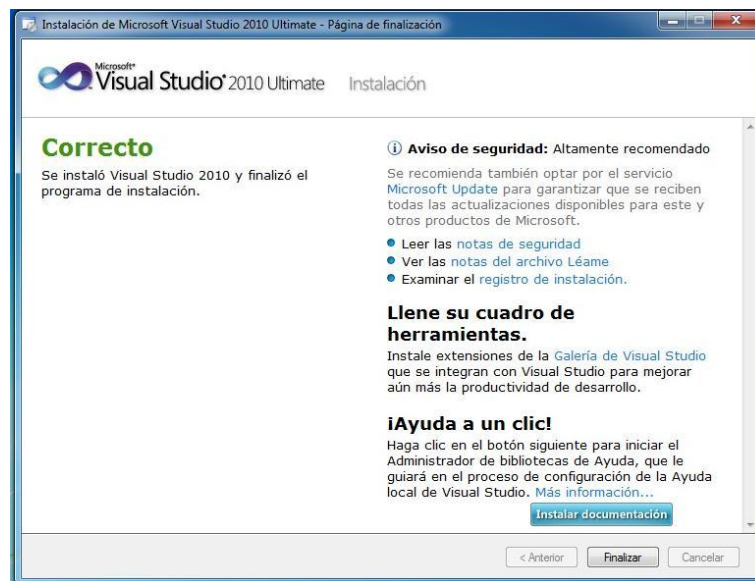 Instalación de Microsoft Visual Studio 2010 Ultimate - Página de finalización
Microsoft®
Visual Studio® 2010 Ultimate Instalación
Correcto
Se instaló Visual Studio 2010 y finalizó el
programa de instalación.
Aviso de seguridad: Altamente recomendado
Se recomienda también optar por el servicio
Microsoft Update para garantizar que se reciben
todas las actualizaciones disponibles para este y
otros productos de Microsoft.
Leer las notas de seguridad
Ver las notas del archivo Léame
Examinar el registro de instalación.
Llene su cuadro de
herramientas.
Instale extensiones de la Galería de Visual Studio
que se integran con Visual Studio para mejorar
aún más la productividad de desarrollo.
¡Ayuda a un clic!
Haga clic en el botón siguiente para iniciar el
Administrador de bibliotecas de Ayuda, que le
guiará en el proceso de configuración de la Ayuda
local de Visual Studio. Más información...
Instalar documentación
< Anterior Finalizar Cancelar